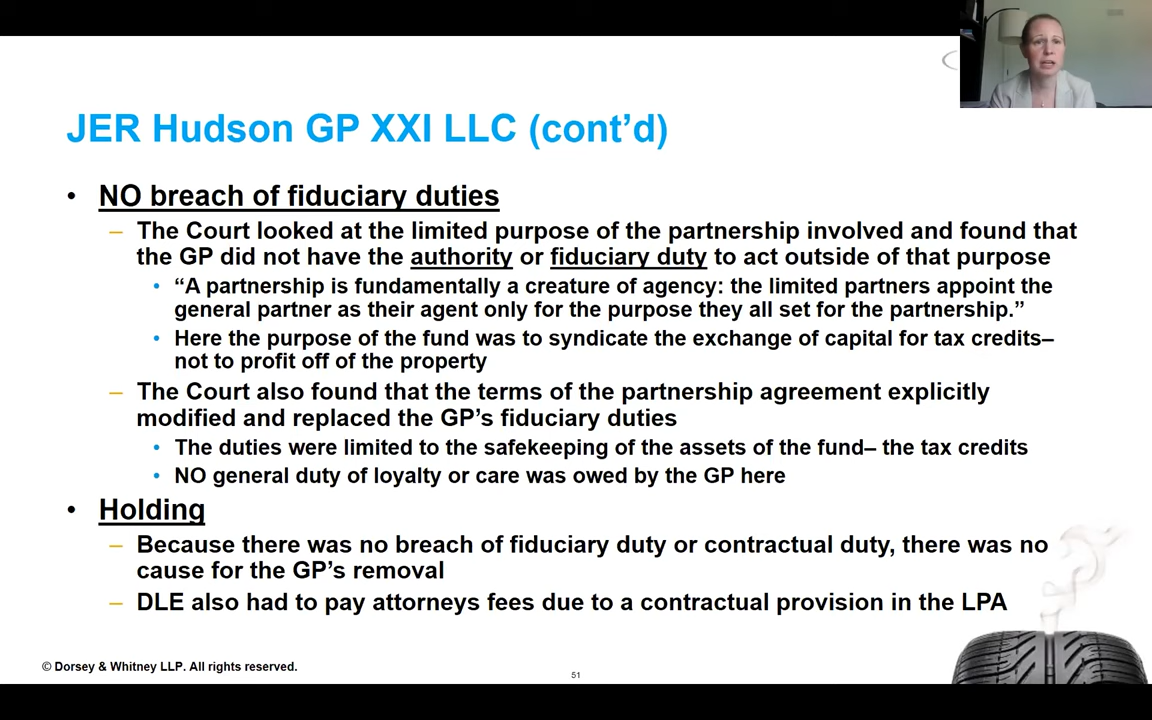 JER Hudson GP XXI LLC (cont’d)
• NO breach of fiduciary duties
– The Court looked at the limited purpose of the partnership involved and found that
the GP did not have the authority or fiduciary duty to act outside of that purpose
• “A partnership is fundamentally a creature of agency: the limited partners appoint the
general partner as their agent only for the purpose they all set for the partnership.”
• Here the purpose of the fund was to syndicate the exchange of capital for tax credits–
not to profit off of the property
– The Court also found that the terms of the partnership agreement explicitly
modified and replaced the GP’s fiduciary duties
• The duties were limited to the safekeeping of the assets of the fund– the tax credits
• NO general duty of loyalty or care was owed by the GP here
• Holding
– Because there was no breach of fiduciary duty or contractual duty, there was no
cause for the GP’s removal
– DLE also had to pay attorneys fees due to a contractual provision in the LPA
© Dorsey & Whitney LLP. All rights reserved.
51